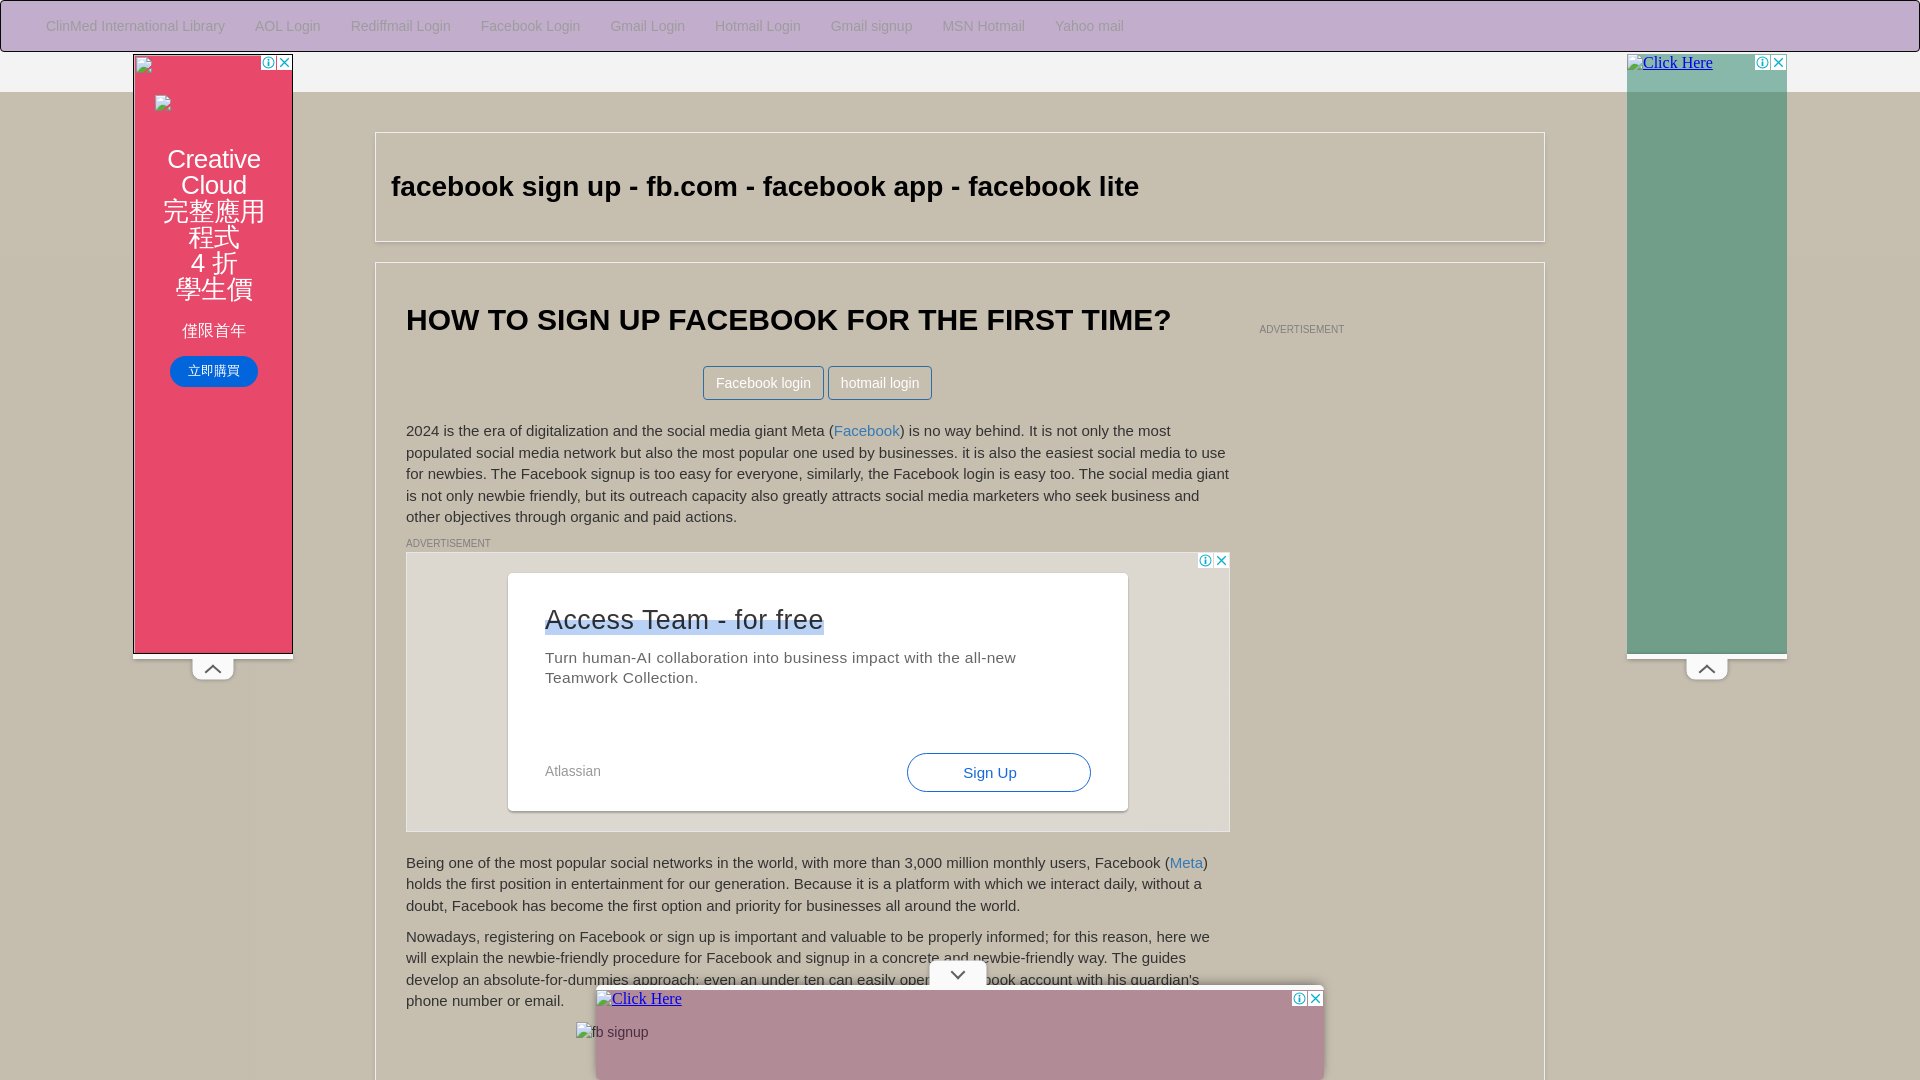 ClinMed International Library AOL Login Rediffmail Login Facebook Login Gmail Login Hotmail Login Gmail signup MSN Hotmail Yahoo mail
Creative
Cloud
完整應用
程式
4 折
學生價
僅限首年
立即購買
Click Here
facebook sign up - fb.com - facebook app - facebook lite
HOW TO SIGN UP FACEBOOK FOR THE FIRST TIME?
ADVERTISEMENT
Facebook login hotmail login
2024 is the era of digitalization and the social media giant Meta (Facebook) is no way behind. It is not only the most
populated social media network but also the most popular one used by businesses. it is also the easiest social media to use
for newbies. The Facebook signup is too easy for everyone, similarly, the Facebook login is easy too. The social media giant
is not only newbie friendly, but its outreach capacity also greatly attracts social media marketers who seek business and
other objectives through organic and paid actions.
ADVERTISEMENT
Access Team - for free
Turn human-AI collaboration into business impact with the all-new
Teamwork Collection.
Atlassian
Sign Up
Being one of the most popular social networks in the world, with more than 3,000 million monthly users, Facebook (Meta)
holds the first position in entertainment for our generation. Because it is a platform with which we interact daily, without a
doubt, Facebook has become the first option and priority for businesses all around the world.
Nowadays, registering on Facebook or sign up is important and valuable to be properly informed; for this reason, here we
will explain the newbie-friendly procedure for Facebook and signup in a concrete and newbie-friendly way. The guides
develop an absolute-for-dummies approach; even an under ten can easily open book account with his guardian's
phone number or email.
Click Here
fb signup